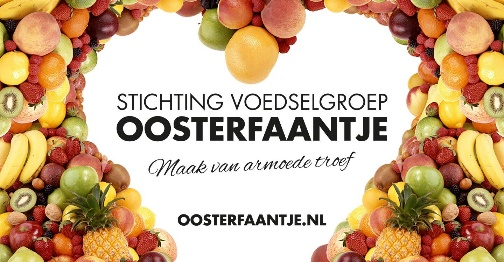 STICHTING VOEDSELGROEP
OOSTERFAANTJE
Maak van armoede troef
OOSTERFAANTJE.NL